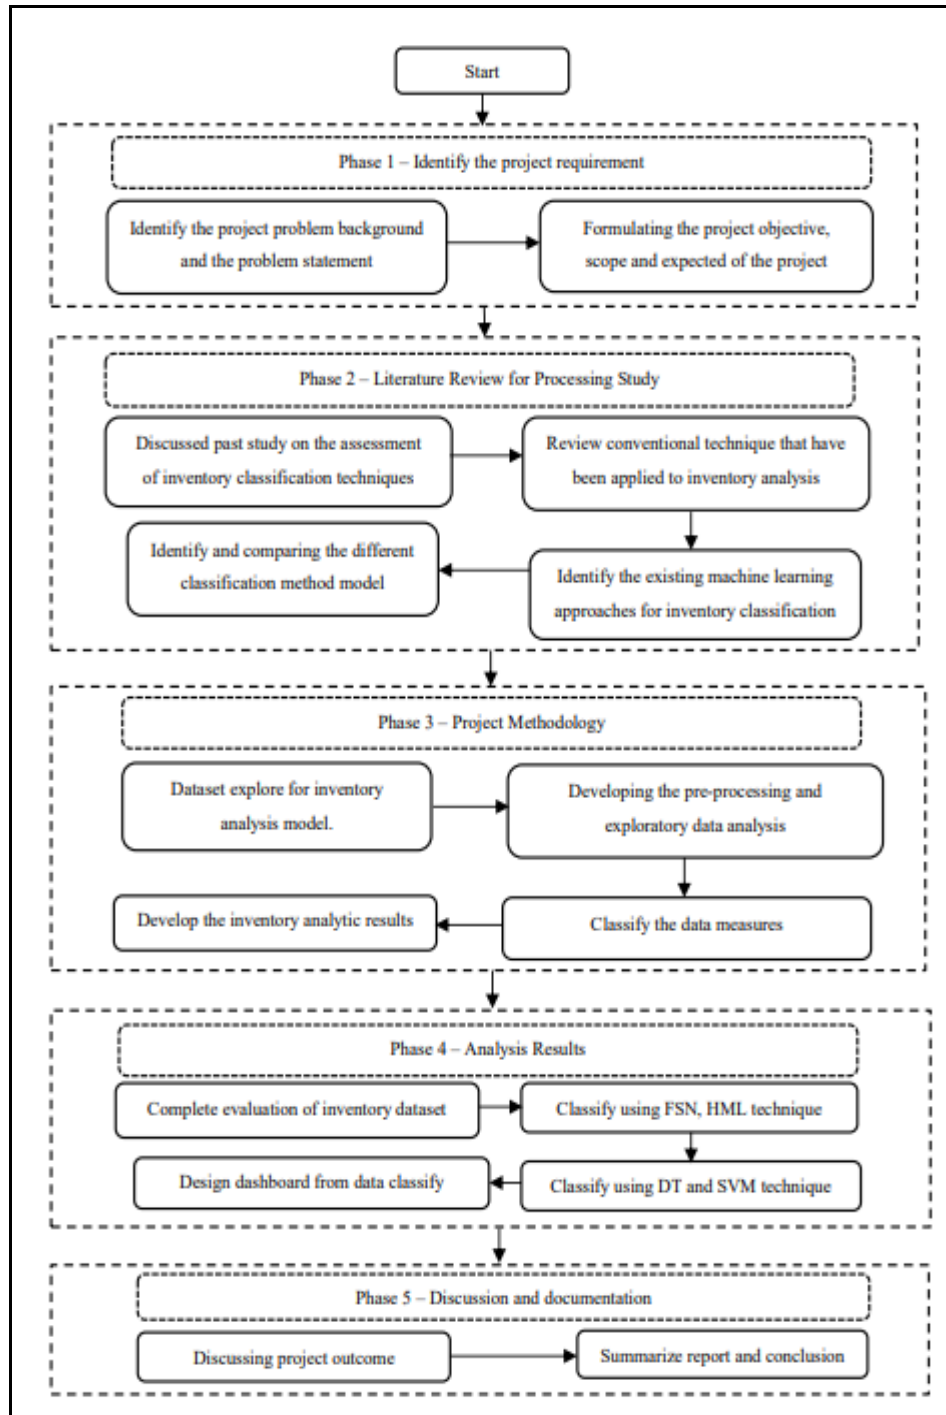 Start
Phase 1 – Identify the project requirement
Identify the project problem background
and the problem statement
Formulating the project objective,
scope and expected of the project
Phase 2 – Literature Review for Processing Study
Discussed past study on the assessment
of inventory classification techniques
Review conventional technique that have
been applied to inventory analysis
Identify the existing machine learning
approaches for inventory classification
Identify and comparing the different
classification method model
Phase 3 – Project Methodology
Dataset explore for inventory
analysis model.
Developing the pre-processing and
exploratory data analysis
Classify the data measures
Develop the inventory analytic results
Phase 4 – Analysis Results
Complete evaluation of inventory dataset
Classify using FSN, HML technique
Classify using DT and SVM technique
Design dashboard from data classify
Phase 5 – Discussion and documentation
Discussing project outcome
Summarize report and conclusion